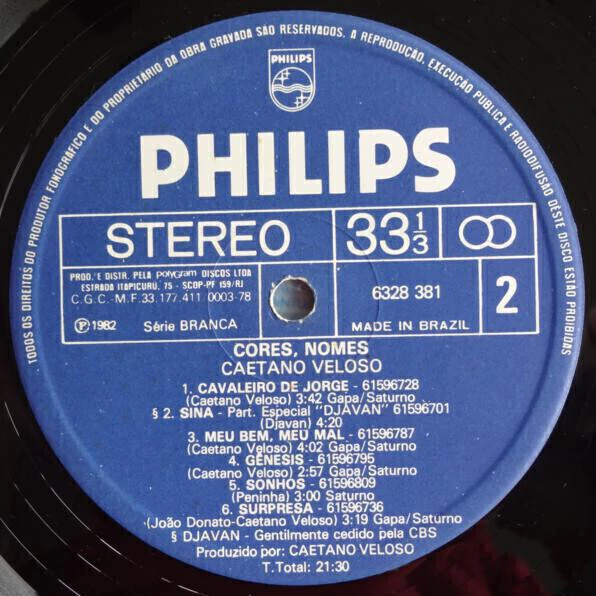 TODOS OS DIREITOS DO PRODUTOR FONOGRÁFICO E DO PROPRIETÁRIO DA OBRA GRAVADA SÃO RESERVADOS. A REPRODUÇÃO, EXECUÇÃO PÚBLICA E RADIODIFUSÃO DÊSTE DISCO ESTÃO PROIBIDAS
PHILIPS
PHILIPS
STEREO
33 1/3
PROD. E DISTR. PELA polygram DISCOS LTDA
ESTRADA ITAPICURU, 75 - SCOP-PF 159/RJ
C.G.C.-M.F. 33.177.411 0003-78
6328 381
2
℗ 1982 Série BRANCA
MADE IN BRAZIL
CORES, NOMES
CAETANO VELOSO
1. CAVALEIRO DE JORGE - 61596728
(Caetano Veloso) 3:42 Gapa/Saturno
§ 2. SINA - Part. Especial "DJAVAN" 61596701
(Djavan) 4:20
3. MEU BEM, MEU MAL - 61596787
(Caetano Veloso) 4:02 Gapa/Saturno
4. GÊNESIS - 61596795
(Caetano Veloso) 2:57 Gapa/Saturno
5. SONHOS - 61596809
(Peninha) 3:00 Saturno
6. SURPRESA - 61596736
(João Donato-Caetano Veloso) 3:19 Gapa/Saturno
§ DJAVAN - Gentilmente cedido pela CBS
Produzido por: CAETANO VELOSO
T. Total: 21:30